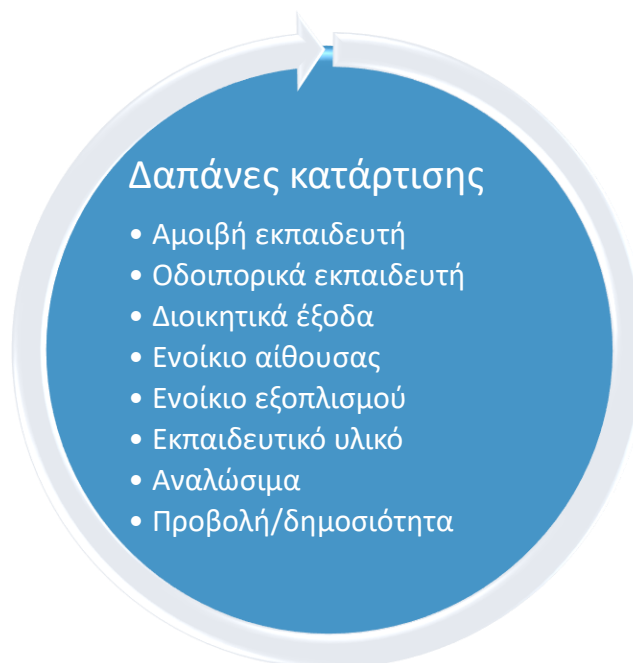 Δαπάνες κατάρτισης
• Αμοιβή εκπαιδευτή
• Οδοιπορικά εκπαιδευτή
• Διοικητικά έξοδα
• Ενοίκιο αίθουσας
• Ενοίκιο εξοπλισμού
• Εκπαιδευτικό υλικό
• Αναλώσιμα
• Προβολή/δημοσιότητα